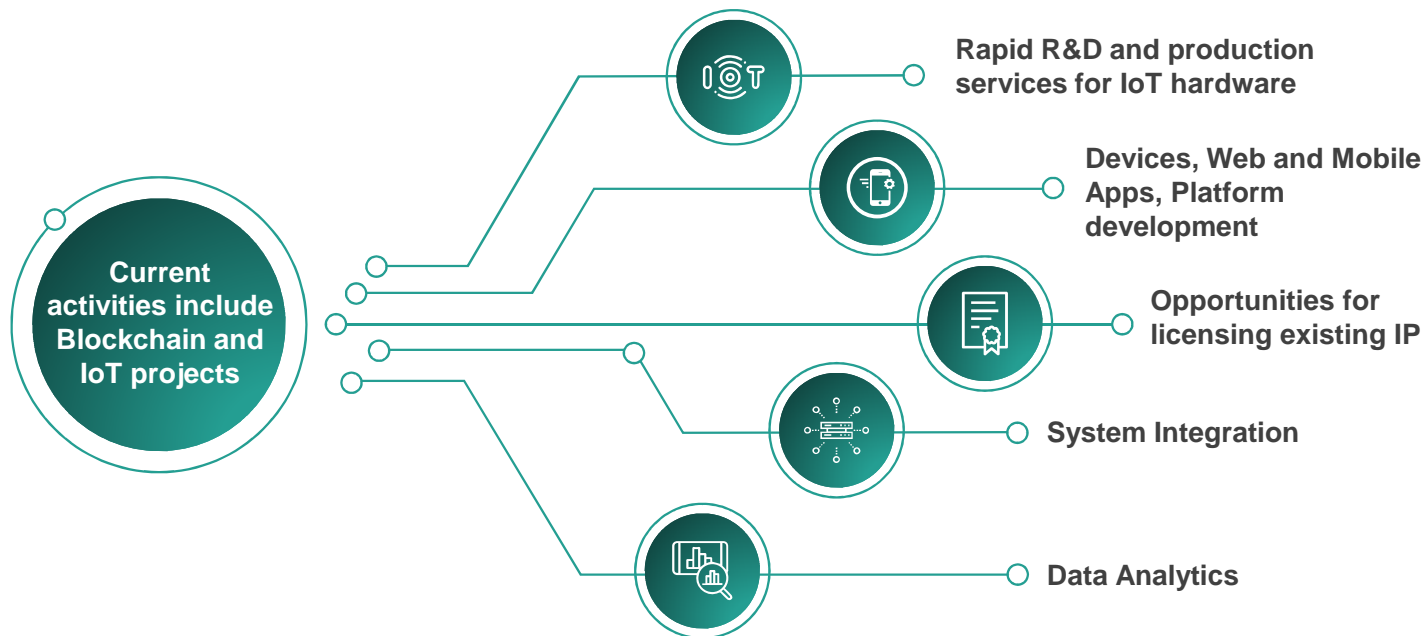 Current
activities include
Blockchain and
IoT projects
IOT
Rapid R&D and production
services for IoT hardware
Devices, Web and Mobile
Apps, Platform
development
Opportunities for
licensing existing IP
System Integration
Data Analytics